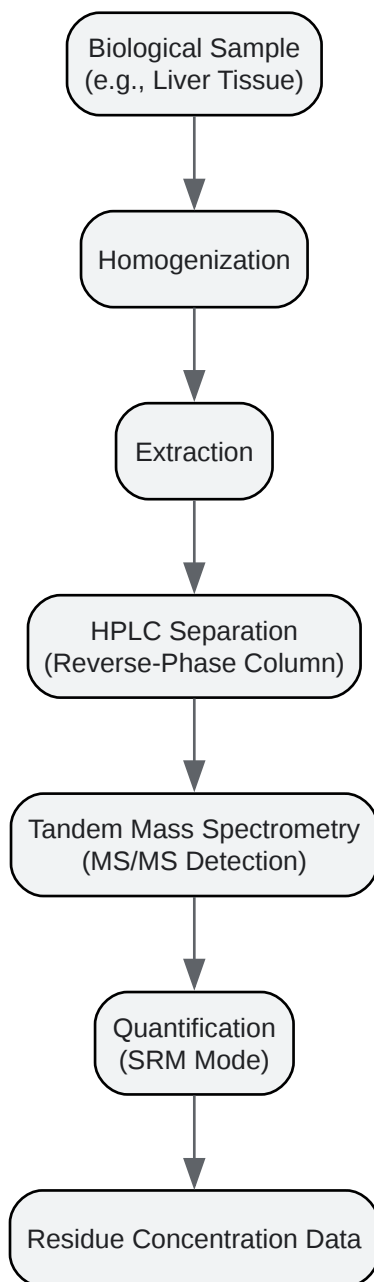 Biological Sample
(e.g., Liver Tissue)
Homogenization
Extraction
HPLC Separation
(Reverse-Phase Column)
Tandem Mass Spectrometry
(MS/MS Detection)
Quantification
(SRM Mode)
Residue Concentration Data